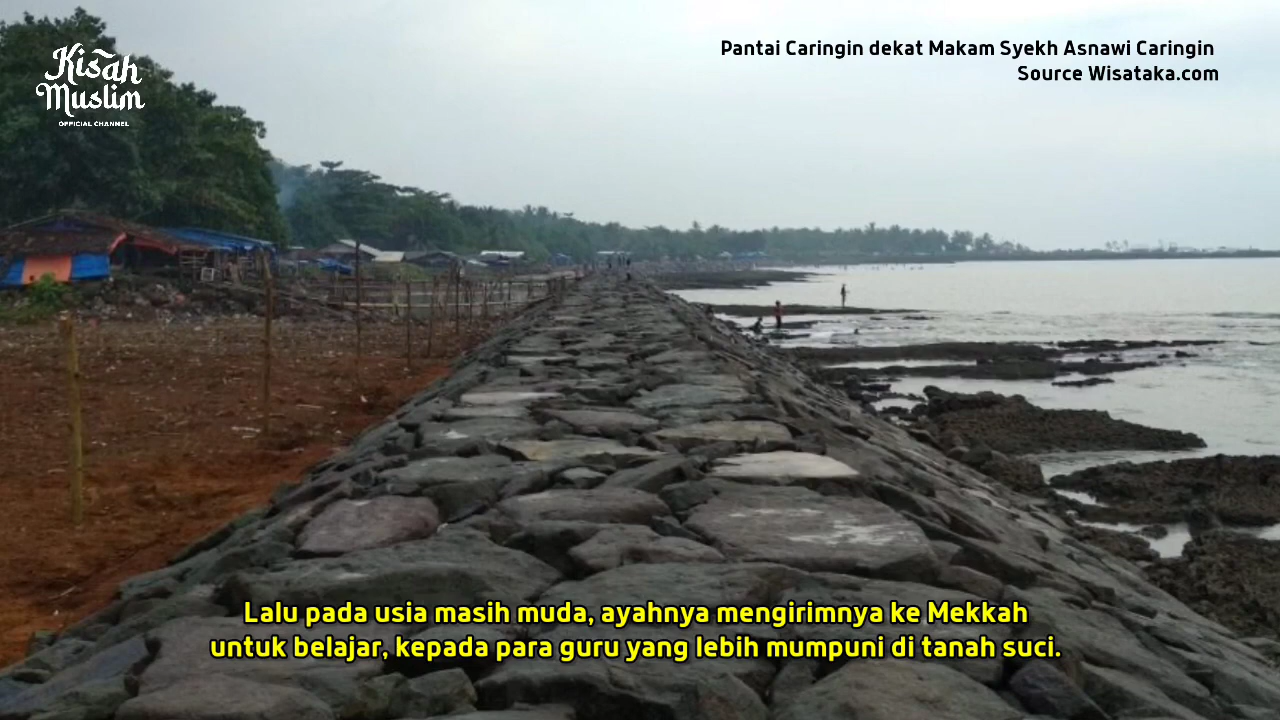 Kisah
Muslim
OFFICIAL CHANNEL
Pantai Caringin dekat Makam Syekh Asnawi Caringin
Source Wisataka.com
Lalu pada usia masih muda, ayahnya mengirimnya ke Mekkah
untuk belajar, kepada para guru yang lebih mumpuni di tanah suci.